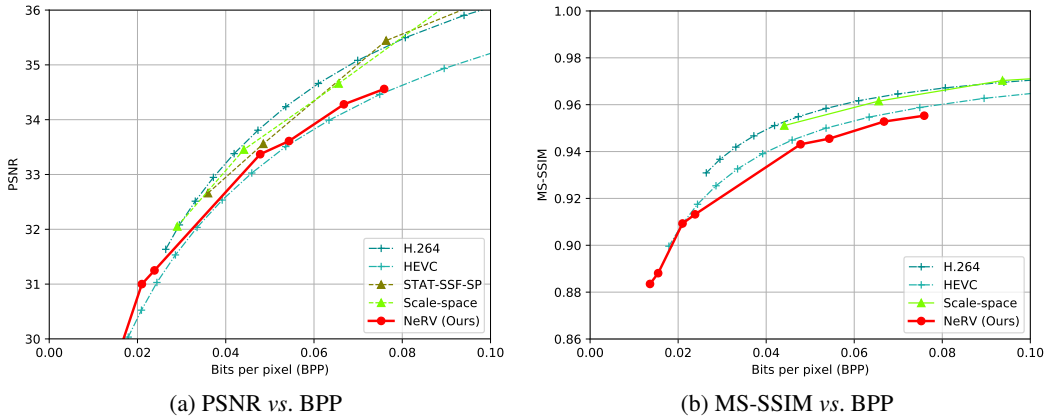 36
35
34
33
32
31
30
0.00
0.02
0.04
0.06
0.08
0.10
PSNR
Bits per pixel (BPP)
H.264
HEVC
STAT-SSF-SP
Scale-space
NeRV (Ours)
(a) PSNR vs. BPP
1.00
0.98
0.96
0.94
0.92
0.90
0.88
0.86
0.00
0.02
0.04
0.06
0.08
0.10
MS-SSIM
Bits per pixel (BPP)
H.264
HEVC
Scale-space
NeRV (Ours)
(b) MS-SSIM vs. BPP